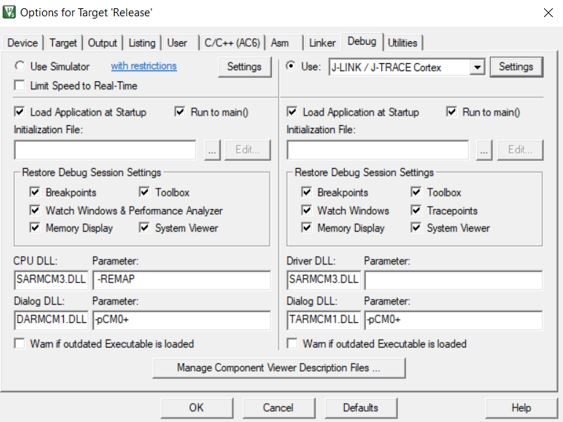 Options for Target 'Release'
Device Target Output Listing User C/C++ (AC6) Asm Linker Debug Utilities
Use Simulator with restrictions Settings
Limit Speed to Real-Time
Use: J-LINK / J-TRACE Cortex Settings
Load Application at Startup Run to main()
Initialization File:
... Edit...
Load Application at Startup Run to main()
Initialization File:
... Edit...
Restore Debug Session Settings
Breakpoints Toolbox
Watch Windows & Performance Analyzer
Memory Display System Viewer
Restore Debug Session Settings
Breakpoints Toolbox
Watch Windows Tracepoints
Memory Display System Viewer
CPU DLL: Parameter:
SARMCM3.DLL -REMAP
Dialog DLL: Parameter:
DARMCM1.DLL -pCM0+
Warn if outdated Executable is loaded
Driver DLL: Parameter:
SARMCM3.DLL
Dialog DLL: Parameter:
TARMCM1.DLL -pCM0+
Warn if outdated Executable is loaded
Manage Component Viewer Description Files ...
OK Cancel Defaults Help